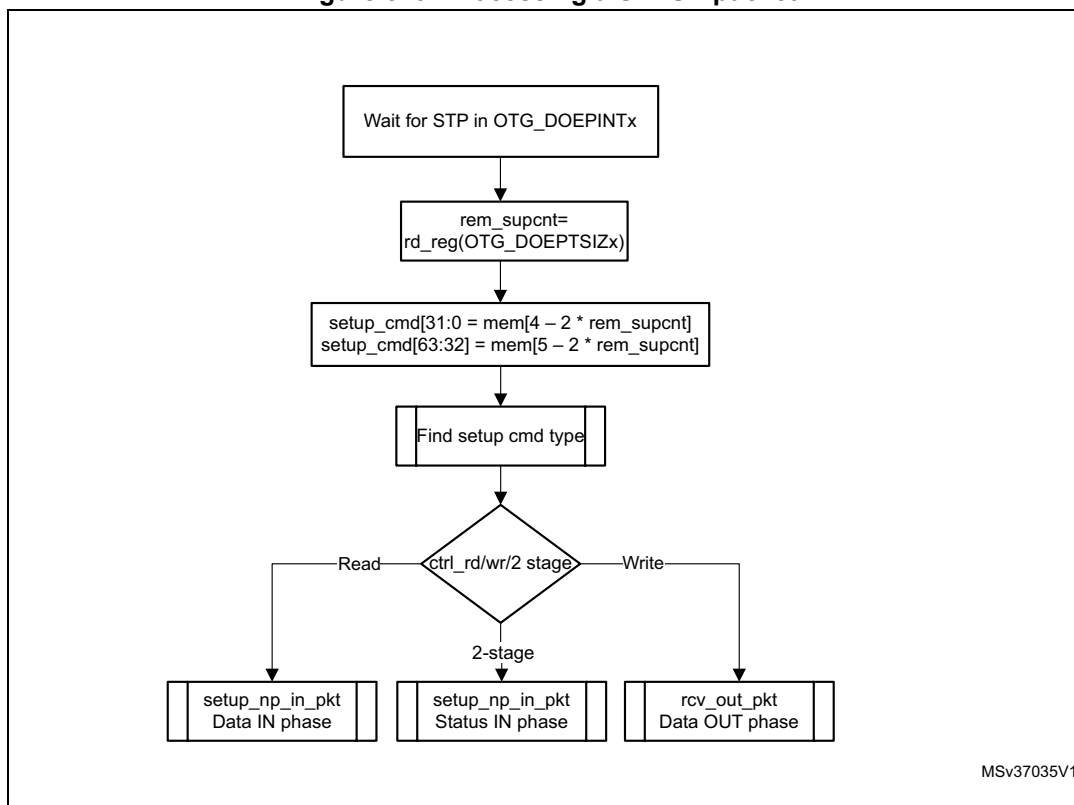 Wait for STP in OTG_DOEPINTx
rem_supcnt=
rd_reg(OTG_DOEPTSIZx)
setup_cmd[31:0 = mem[4 – 2 * rem_supcnt]
setup_cmd[63:32] = mem[5 – 2 * rem_supcnt]
Find setup cmd type
Read
ctrl_rd/wr/2 stage
Write
2-stage
setup_np_in_pkt
Data IN phase
setup_np_in_pkt
Status IN phase
rcv_out_pkt
Data OUT phase
MSv37035V1